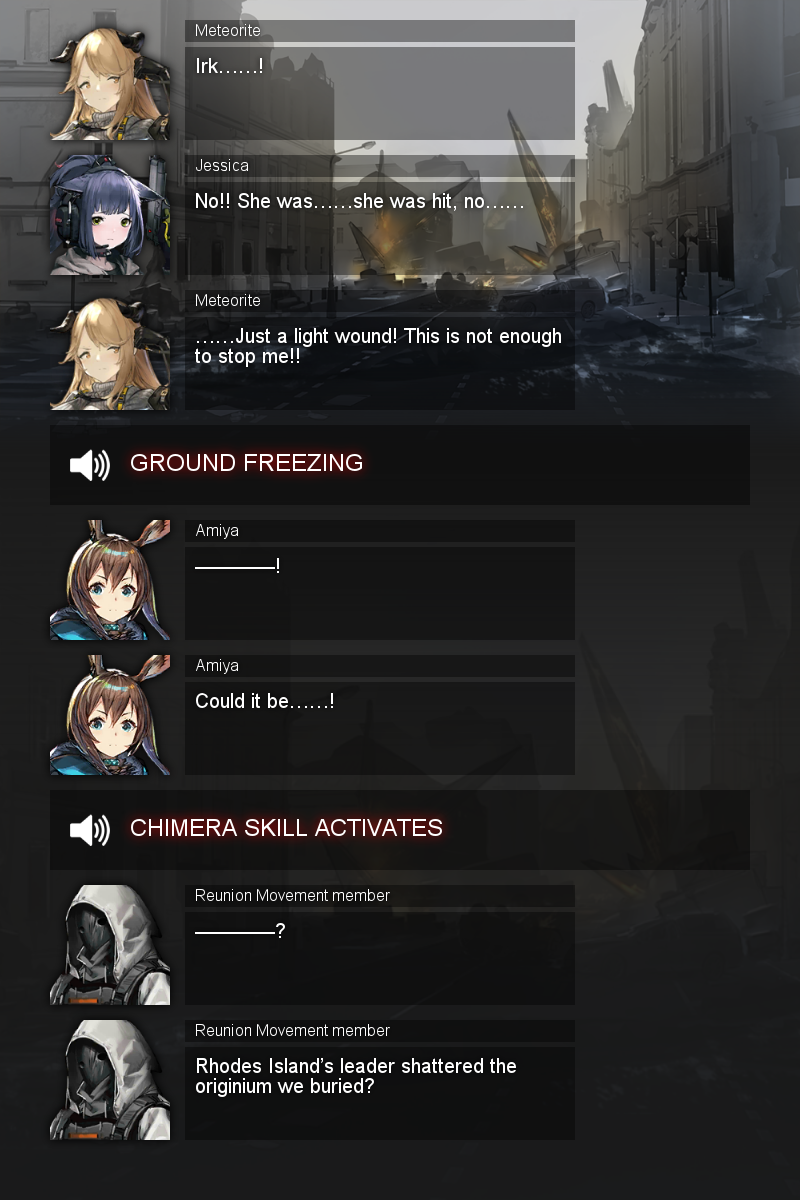 Meteorite
Irk……!
Jessica
No!! She was……she was hit, no……
Meteorite
……Just a light wound! This is not enough
to stop me!!
GROUND FREEZING
Amiya
————!
Amiya
Could it be……!
CHIMERA SKILL ACTIVATES
Reunion Movement member
————?
Reunion Movement member
Rhodes Island’s leader shattered the
originium we buried?